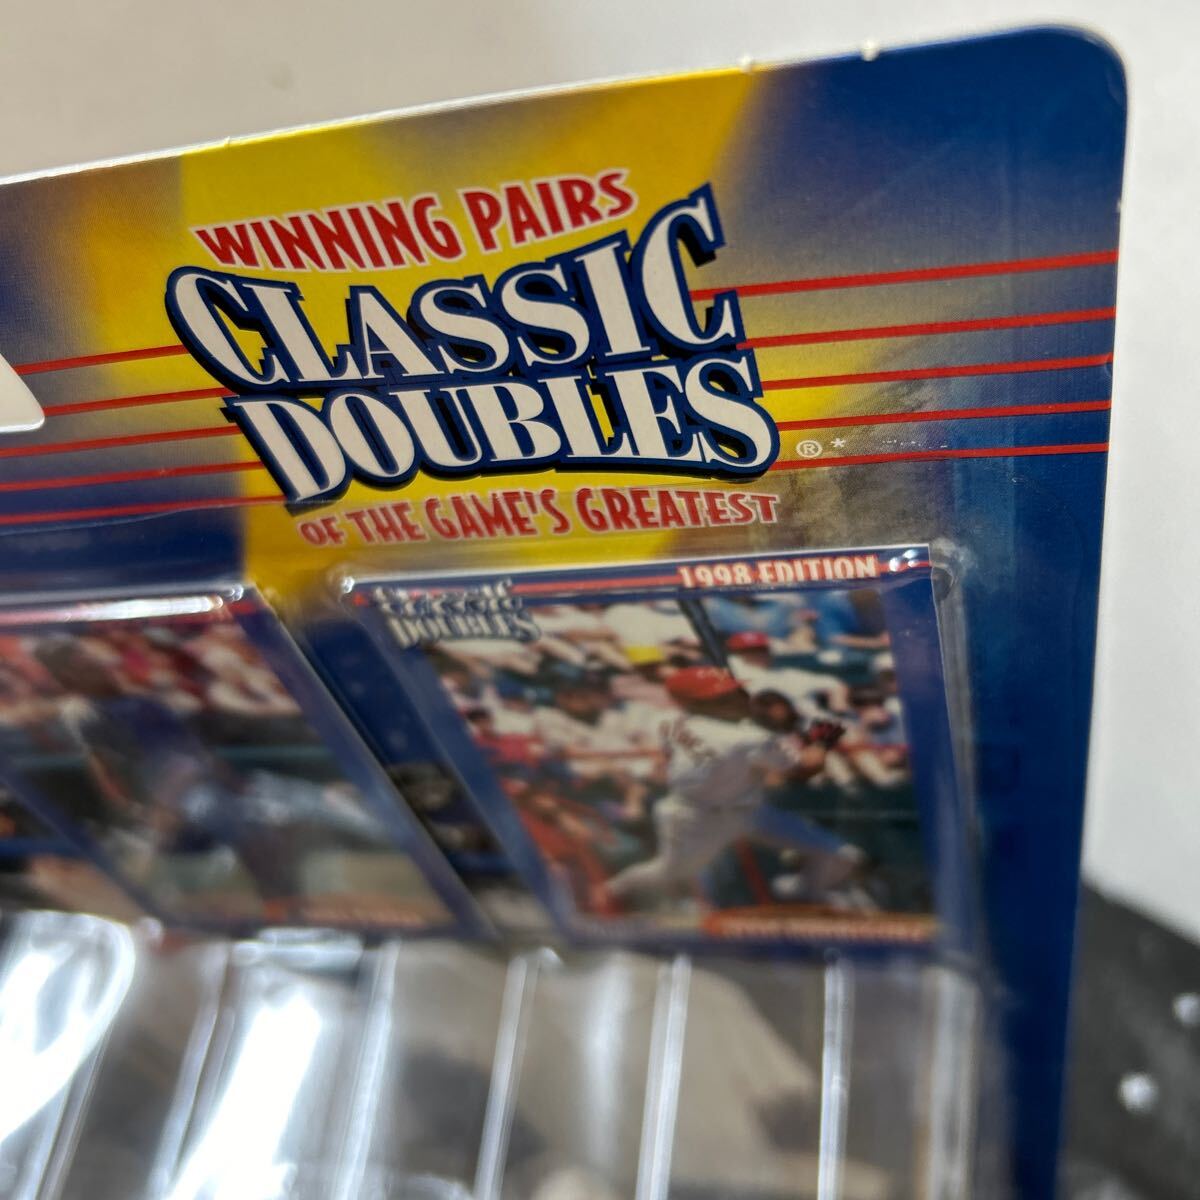 WINNING PAIRS
CLASSIC
DOUBLES ® *
OF THE GAME'S GREATEST
1998 EDITION
CLASSIC
DOUBLES